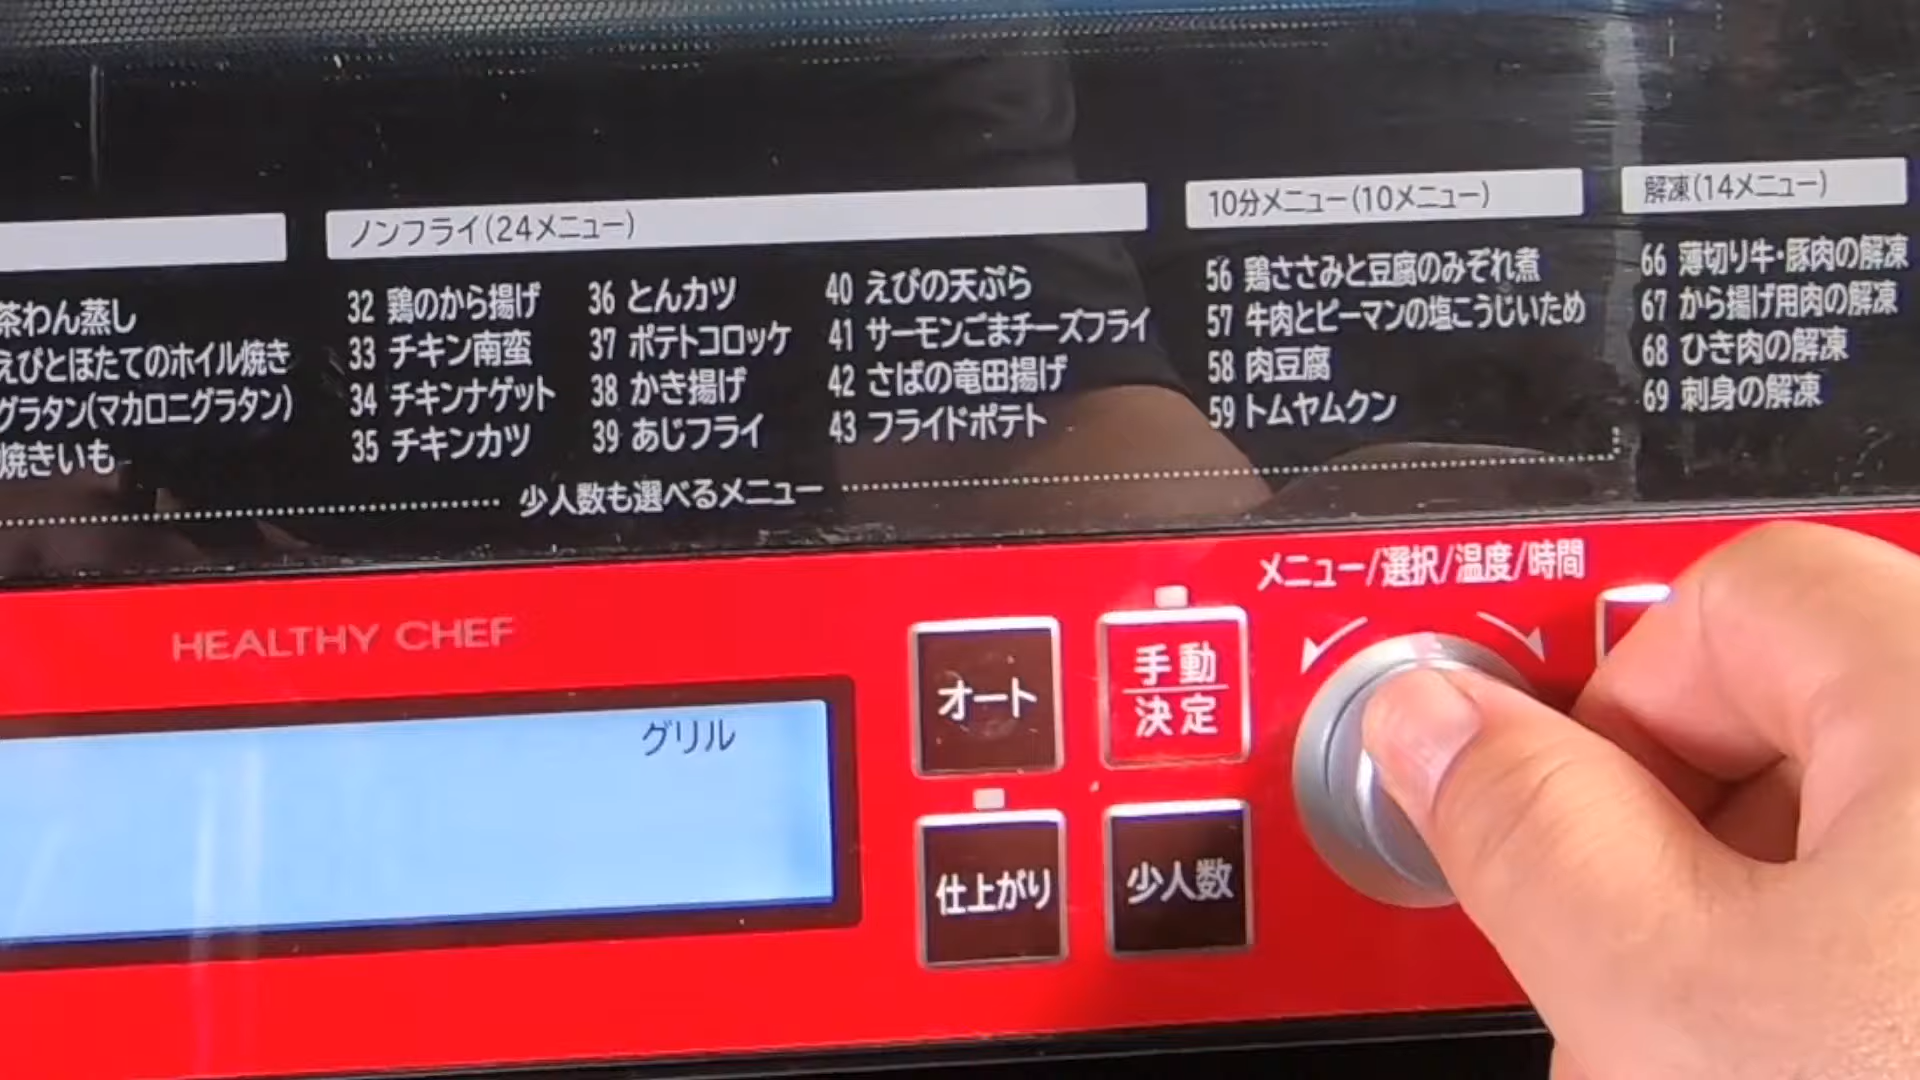 ノンフライ(24メニュー)
10分メニュー(10メニュー)
解凍(14メニュー)
茶わん蒸し
えびとほたてのホイル焼き
グラタン(マカロニグラタン)
焼きいも
32 鶏のから揚げ
33 チキン南蛮
34 チキンナゲット
35 チキンカツ
36 とんカツ
37 ポテトコロッケ
38 かき揚げ
39 あじフライ
40 えびの天ぷら
41 サーモンごまチーズフライ
42 さばの竜田揚げ
43 フライドポテト
56 鶏ささみと豆腐のみぞれ煮
57 牛肉とピーマンの塩こうじいため
58 肉豆腐
59 トムヤムクン
66 薄切り牛・豚肉の解凍
67 から揚げ用肉の解凍
68 ひき肉の解凍
69 刺身の解凍
少人数も選べるメニュー
メニュー/選択/温度/時間
HEALTHY CHEF
グリル
オート
手動
決定
仕上がり
少人数